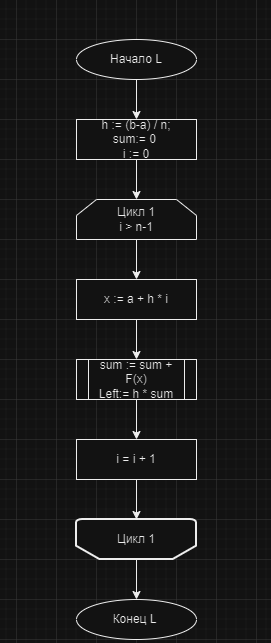 Начало L
h := (b-a) / n;
sum:= 0
i := 0
Цикл 1
i > n-1
x := a + h * i
sum := sum +
F(x)
Left:= h * sum
i = i + 1
Цикл 1
Конец L